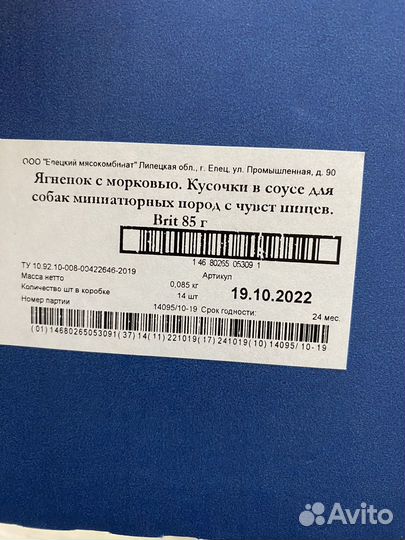 ООО "Елецкий мясокомбинат" Липецкая обл., г. Елец, ул. Промышленная, д. 90
Ягненок с морковью. Кусочки в соусе для
собак миниатюрных пород с чувст пищев.
Brit 85 г
1 46 80265 05309 1
ТУ 10.92.10-008-00422646-2019
Артикул
Масса нетто 0,085 кг
Количество шт в коробке 14 шт
19.10.2022
Номер партии 14095/10-19 Срок годности: 24 мес.
(01)14680265053091(37)14(11)221019(17)241019(10)14095/10-19
Avito